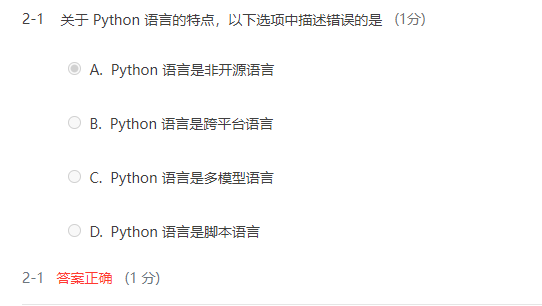 2-1 关于 Python 语言的特点，以下选项中描述错误的是 (1分)
A. Python 语言是非开源语言
B. Python 语言是跨平台语言
C. Python 语言是多模型语言
D. Python 语言是脚本语言
2-1 答案正确 (1 分)